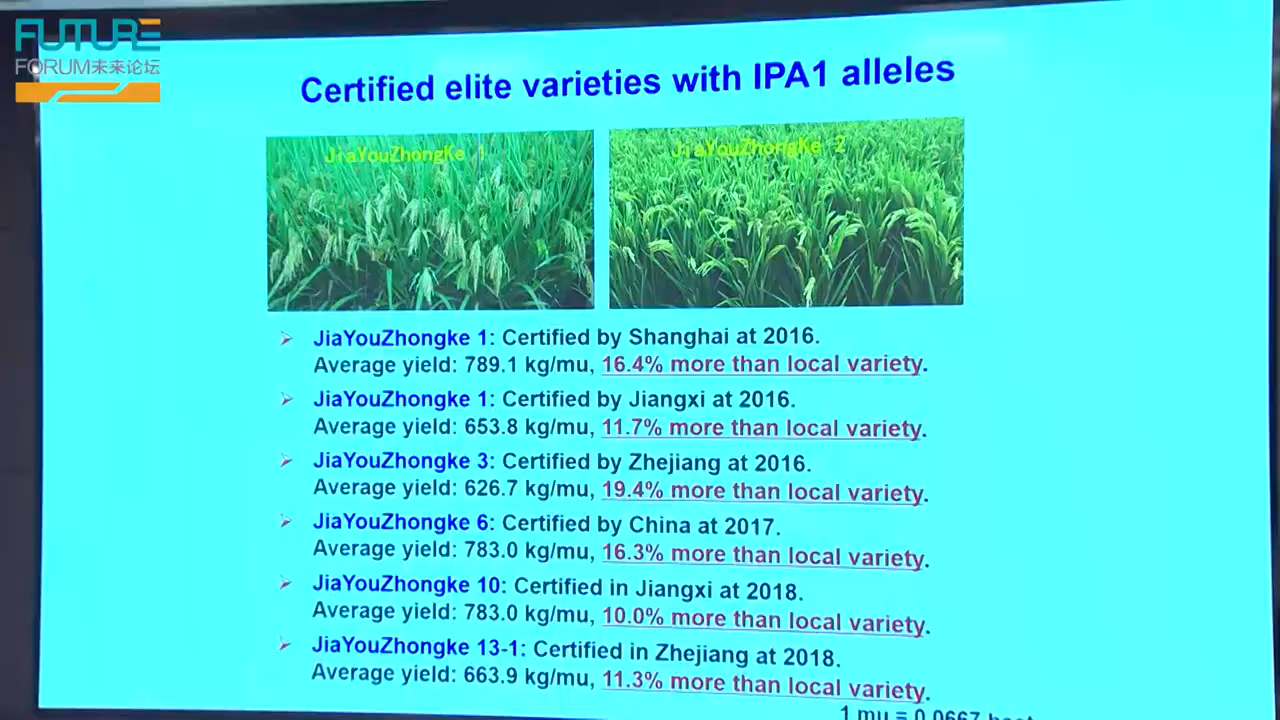 FUTURE
FORUM未来论坛
Certified elite varieties with IPA1 alleles
JiaYouZhongKe 1
JiaYouZhongKe 2
JiaYouZhongke 1: Certified by Shanghai at 2016.
Average yield: 789.1 kg/mu, 16.4% more than local variety.
JiaYouZhongke 1: Certified by Jiangxi at 2016.
Average yield: 653.8 kg/mu, 11.7% more than local variety.
JiaYouZhongke 3: Certified by Zhejiang at 2016.
Average yield: 626.7 kg/mu, 19.4% more than local variety.
JiaYouZhongke 6: Certified by China at 2017.
Average yield: 783.0 kg/mu, 16.3% more than local variety.
JiaYouZhongke 10: Certified in Jiangxi at 2018.
Average yield: 783.0 kg/mu, 10.0% more than local variety.
JiaYouZhongke 13-1: Certified in Zhejiang at 2018.
Average yield: 663.9 kg/mu, 11.3% more than local variety.
1 mu = 0.0667